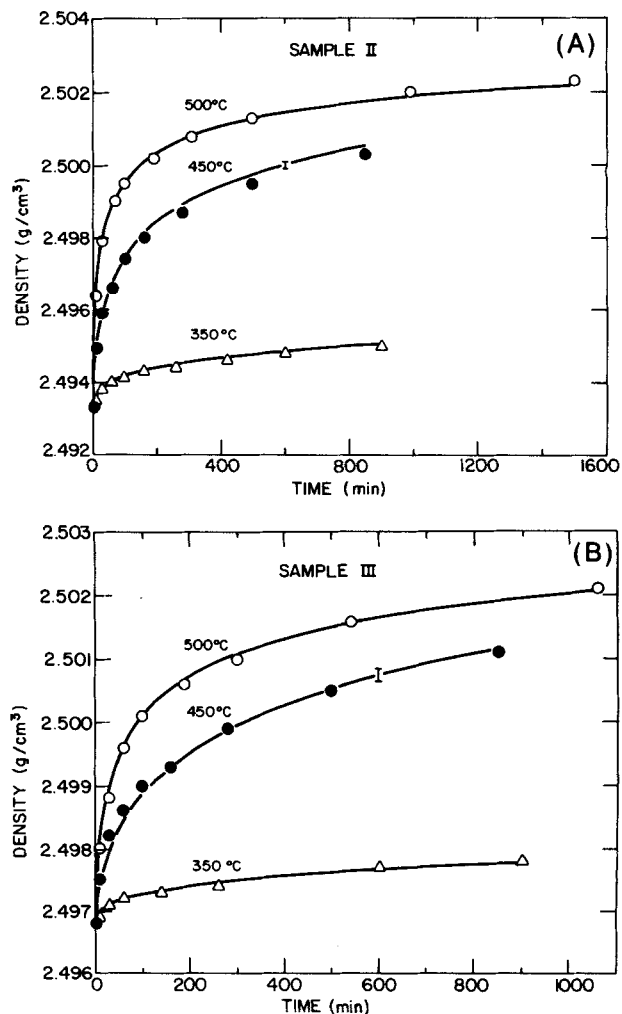 (A)
SAMPLE II
2.504
2.502
2.500
2.498
2.496
2.494
2.492
DENSITY (g/cm³)
500°C
450°C
350°C
0
400
800
1200
1600
TIME (min)
(B)
SAMPLE III
2.503
2.502
2.501
2.500
2.499
2.498
2.497
2.496
DENSITY (g/cm³)
500°C
450°C
350°C
0
200
400
600
800
1000
TIME (min)